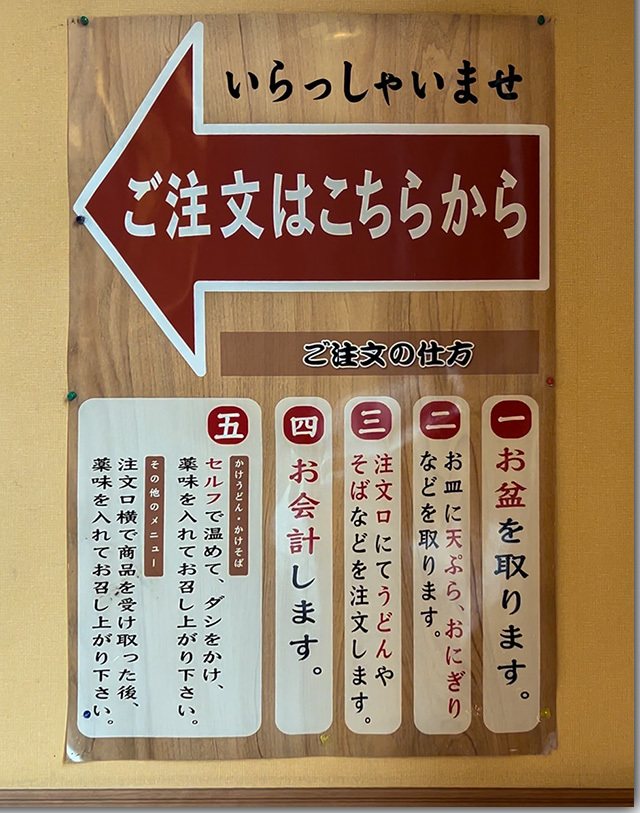 いらっしゃいませ
ご注文はこちらから
ご注文の仕方
一
お盆を取ります。
二
お皿に天ぷら、おにぎり
などを取ります。
三
注文口にてうどんや
そばなどを注文します。
四
お会計します。
五
かけうどん・かけそば
セルフで温めて、ダシをかけ、
薬味を入れてお召し上がり下さい。
その他のメニュー
注文口横で商品を受け取った後、
薬味を入れてお召し上がり下さい。